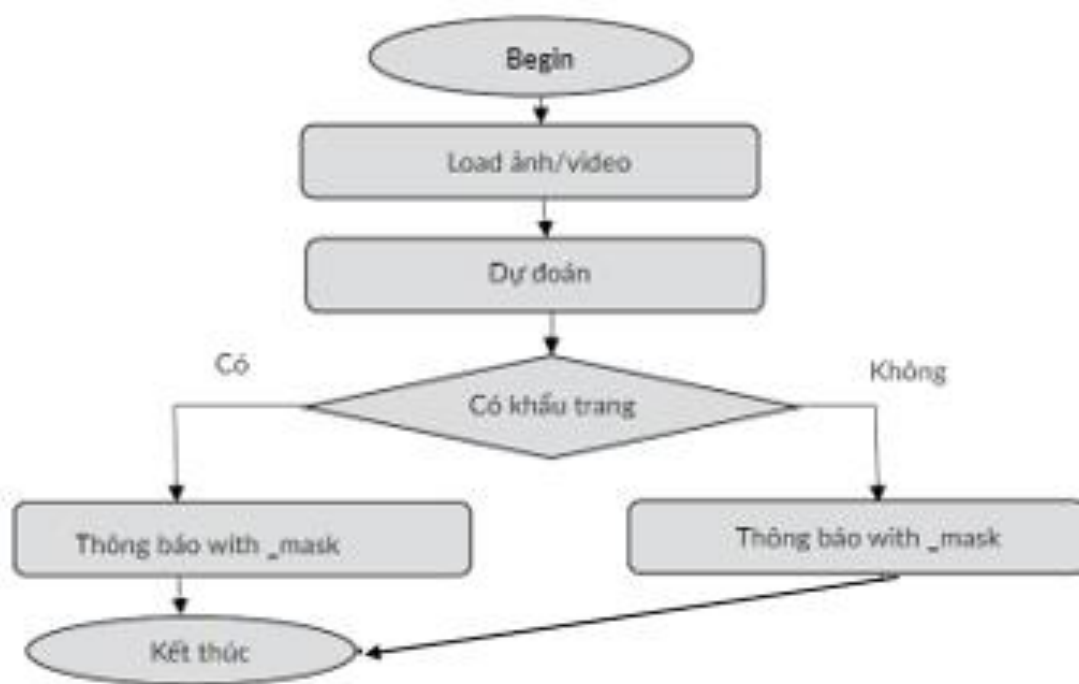 Begin
Load ảnh/video
Dự đoán
Có
Không
Có khẩu trang
Thông báo with _mask
Thông báo with _mask
Kết thúc